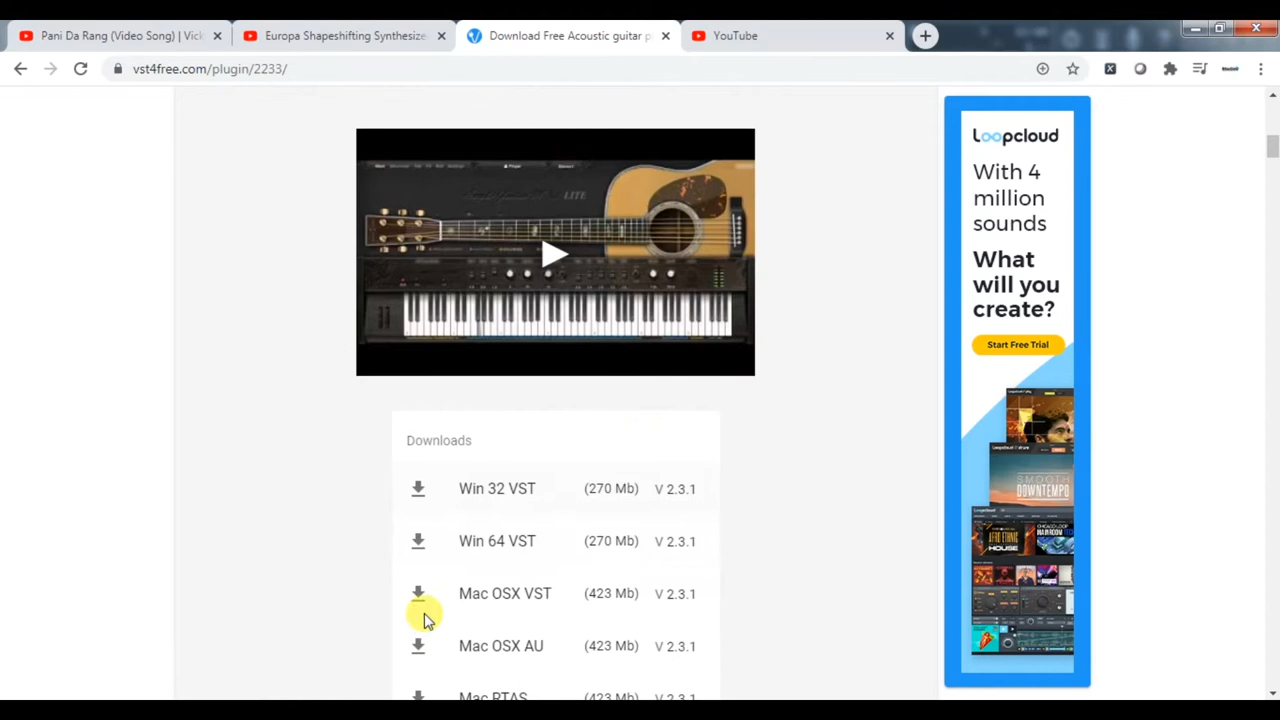 Pani Da Rang (Video Song) | Vick
Europa Shapeshifting Synthesize
Download Free Acoustic guitar p
YouTube
vst4free.com/plugin/2233/
LITE
Downloads
Win 32 VST (270 Mb) V 2.3.1
Win 64 VST (270 Mb) V 2.3.1
Mac OSX VST (423 Mb) V 2.3.1
Mac OSX AU (423 Mb) V 2.3.1
Mac RTAS (423 Mb) V 2.3.1
Loopcloud
With 4
million
sounds
What
will you
create?
Start Free Trial
SMOOTH
DOWNTEMPO
AFRO ETHNIC
HOUSE